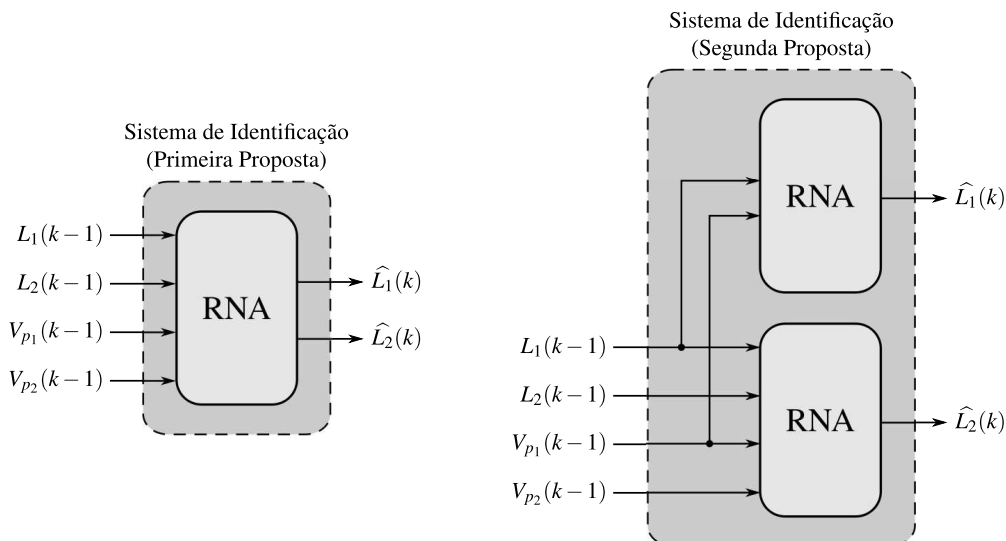 Sistema de Identificação
(Primeira Proposta)
L₁(k−1)
L₂(k−1)
Vₚ₁(k−1)
Vₚ₂(k−1)
RNA
L̂₁(k)
L̂₂(k)
Sistema de Identificação
(Segunda Proposta)
RNA
L̂₁(k)
L₁(k−1)
L₂(k−1)
Vₚ₁(k−1)
Vₚ₂(k−1)
RNA
L̂₂(k)